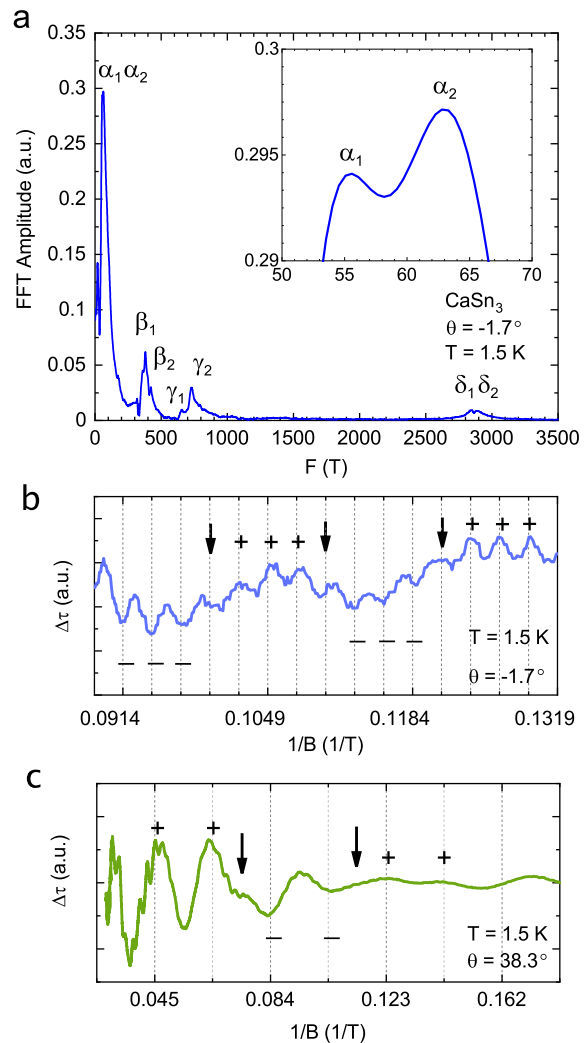 a
0.35
0.3
0.25
0.2
0.15
0.1
0.05
0
FFT Amplitude (a.u.)
α₁α₂
β₁
β₂
γ₁
γ₂
δ₁δ₂
0.3
0.295
0.29
α₁
α₂
50 55 60 65 70
CaSn₃
θ = -1.7°
T = 1.5 K
0 500 1000 1500 2000 2500 3000 3500
F (T)
b
+ + + + + +
Δτ (a.u.)
– – – – – –
T = 1.5 K
θ = -1.7°
0.0914 0.1049 0.1184 0.1319
1/B (1/T)
c
+ + + +
Δτ (a.u.)
– –
T = 1.5 K
θ = 38.3°
0.045 0.084 0.123 0.162
1/B (1/T)